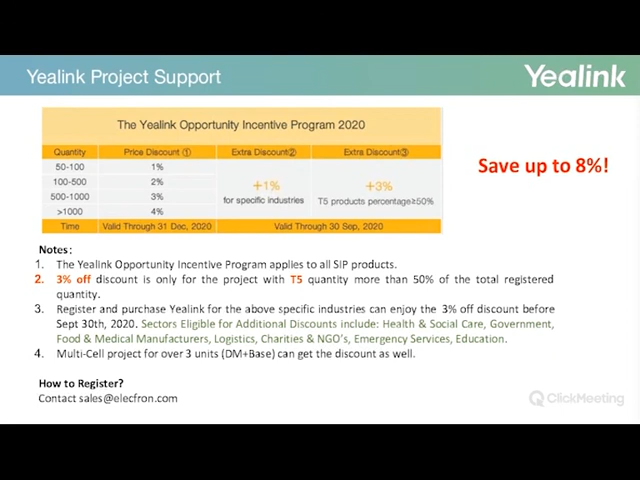 Yealink Project Support
Yealink
The Yealink Opportunity Incentive Program 2020
Quantity Price Discount ① Extra Discount② Extra Discount③
50-100 1%
100-500 2%
500-1000 3%
>1000 4%
+1%
for specific industries
+3%
T5 products percentage≥50%
Time Valid Through 31 Dec, 2020 Valid Through 30 Sep, 2020
Save up to 8%!
Notes:
1. The Yealink Opportunity Incentive Program applies to all SIP products.
2. 3% off discount is only for the project with T5 quantity more than 50% of the total registered
quantity.
3. Register and purchase Yealink for the above specific industries can enjoy the 3% off discount before
Sept 30th, 2020. Sectors Eligible for Additional Discounts include: Health & Social Care, Government,
Food & Medical Manufacturers, Logistics, Charities & NGO's, Emergency Services, Education.
4. Multi-Cell project for over 3 units (DM+Base) can get the discount as well.
How to Register?
Contact sales@elecfron.com
ClickMeeting